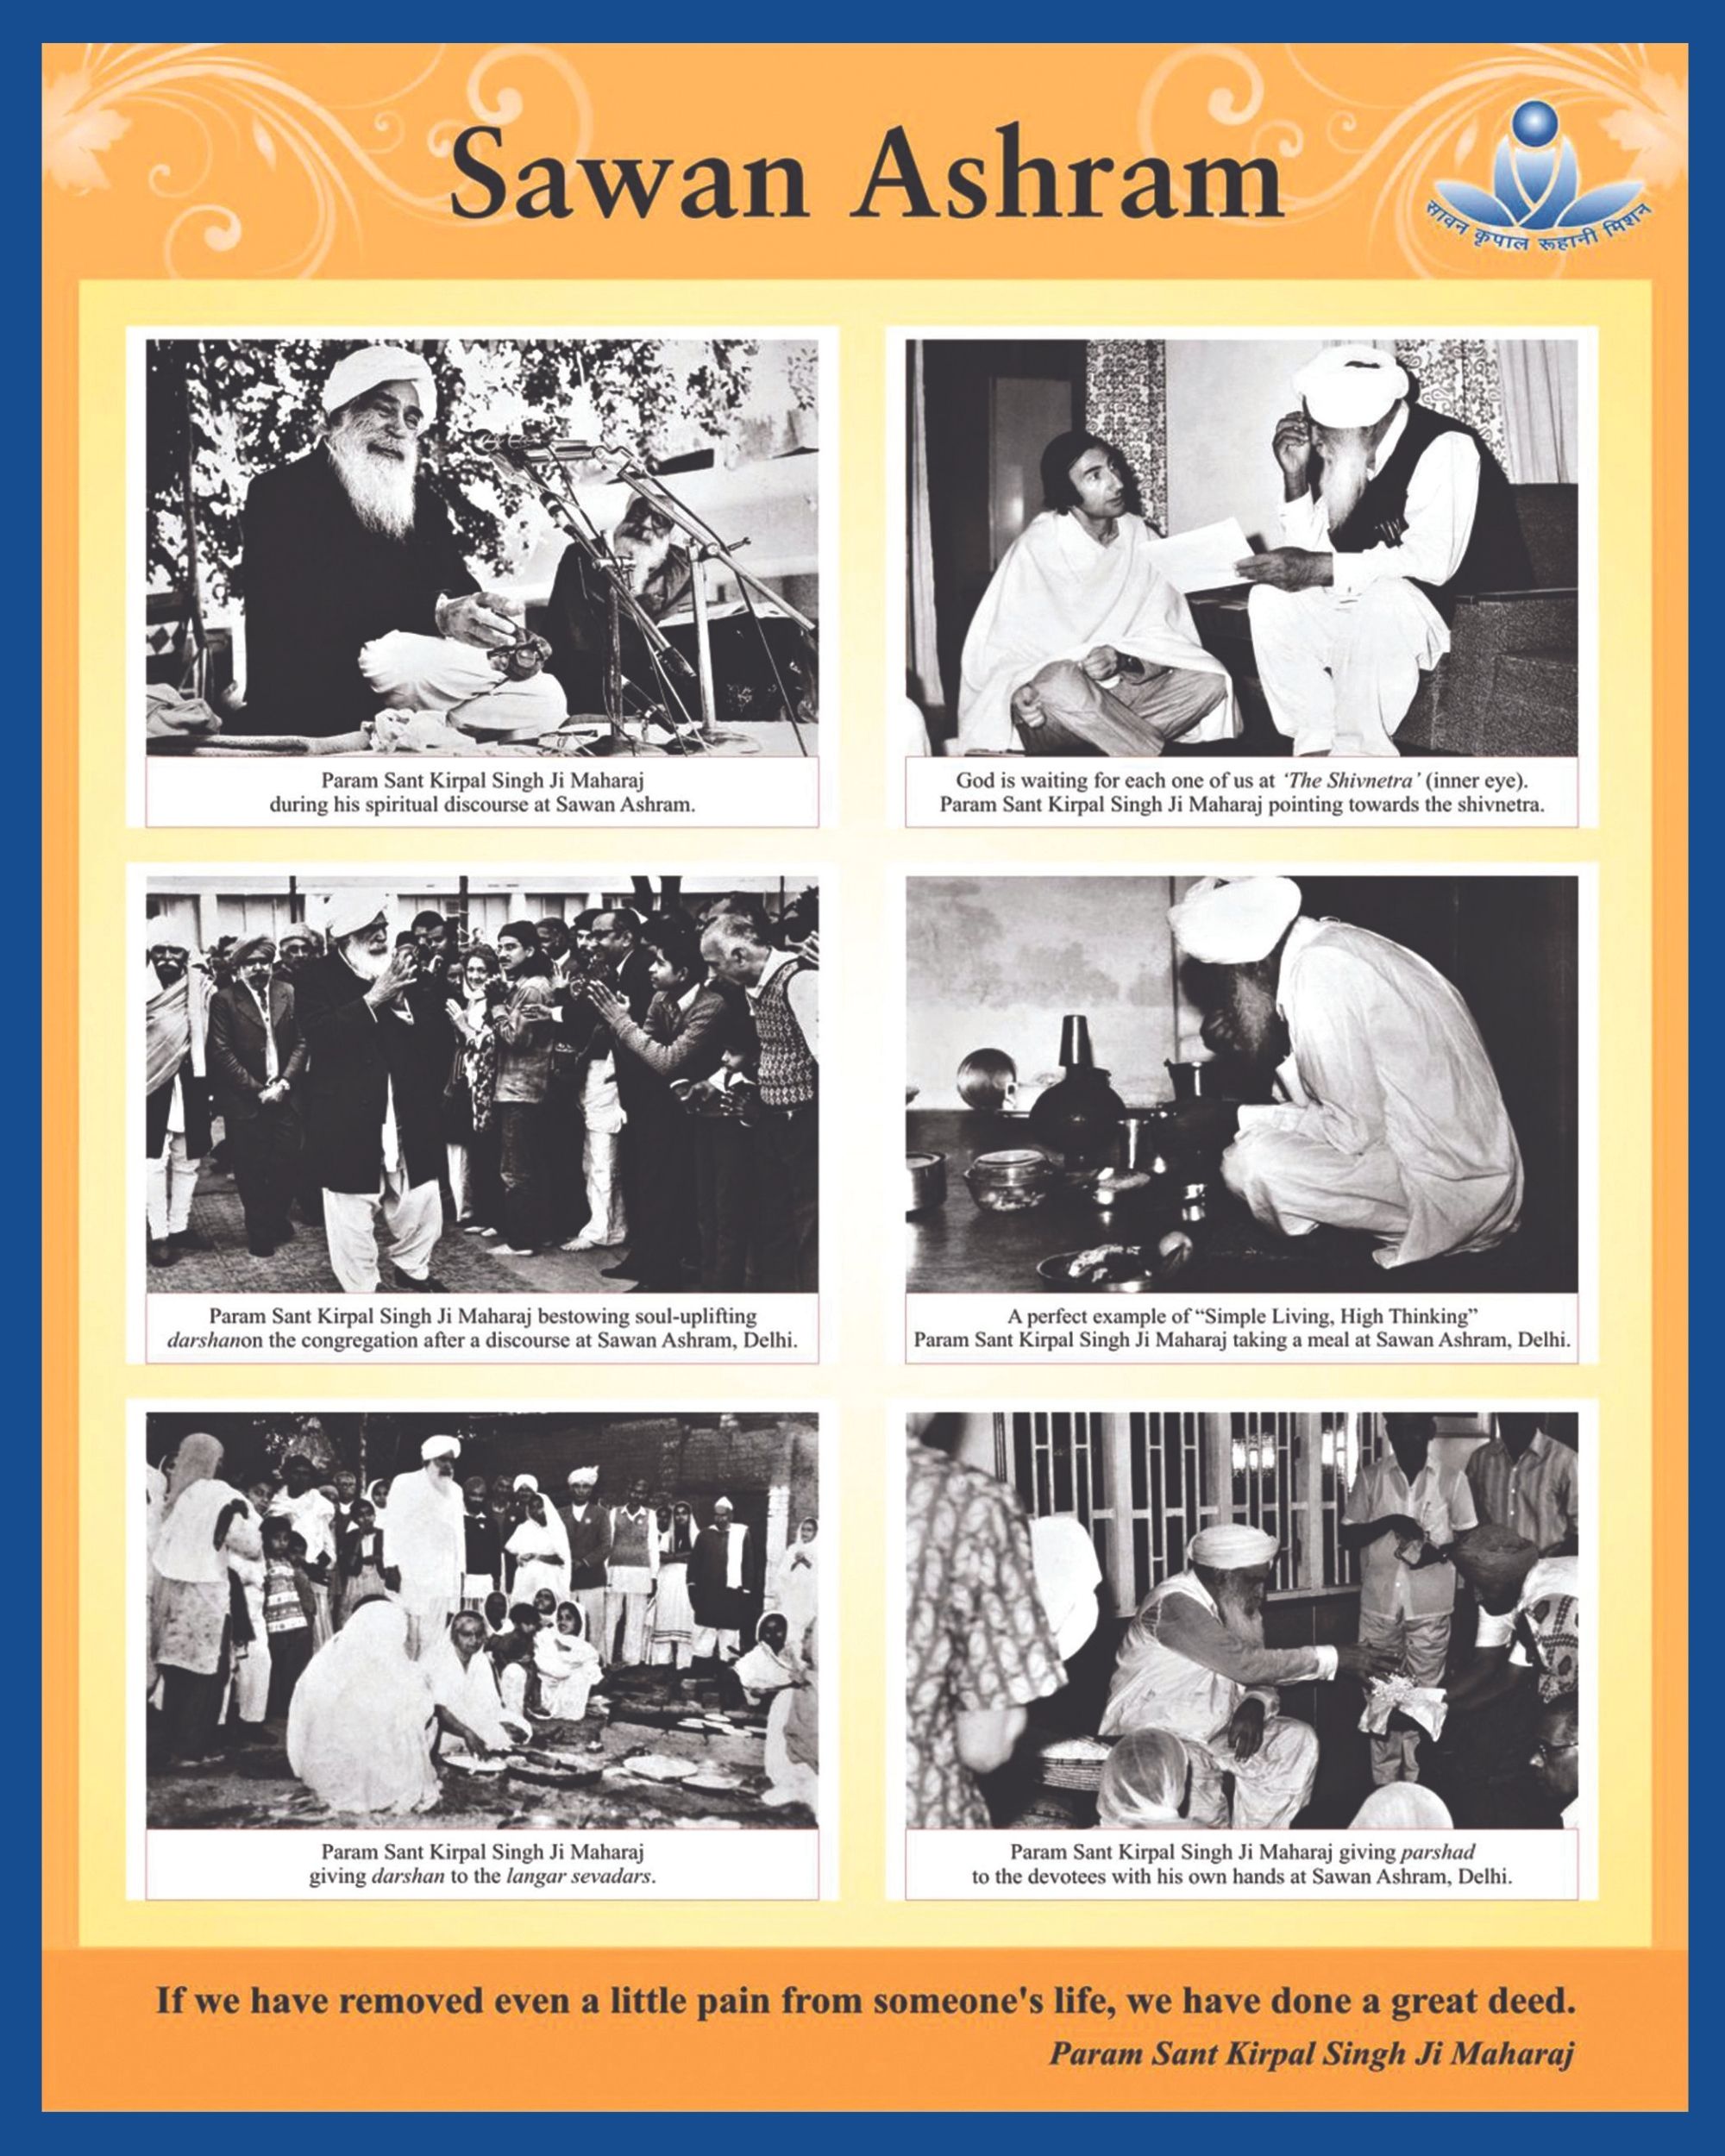 Sawan Ashram
सावन कृपाल रूहानी मिशन
Param Sant Kirpal Singh Ji Maharaj
during his spiritual discourse at Sawan Ashram.
God is waiting for each one of us at ‘The Shivnetra’ (inner eye).
Param Sant Kirpal Singh Ji Maharaj pointing towards the shivnetra.
Param Sant Kirpal Singh Ji Maharaj bestowing soul-uplifting
darshanon the congregation after a discourse at Sawan Ashram, Delhi.
A perfect example of “Simple Living, High Thinking”
Param Sant Kirpal Singh Ji Maharaj taking a meal at Sawan Ashram, Delhi.
Param Sant Kirpal Singh Ji Maharaj
giving darshan to the langar sevadars.
Param Sant Kirpal Singh Ji Maharaj giving parshad
to the devotees with his own hands at Sawan Ashram, Delhi.
If we have removed even a little pain from someone's life, we have done a great deed.
Param Sant Kirpal Singh Ji Maharaj